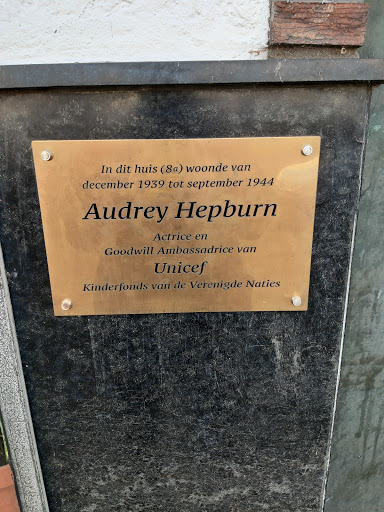 In dit huis (8a) woonde van
december 1939 tot september 1944
Audrey Hepburn
Actrice en
Goodwill Ambassadrice van
Unicef
Kinderfonds van de Verenigde Naties